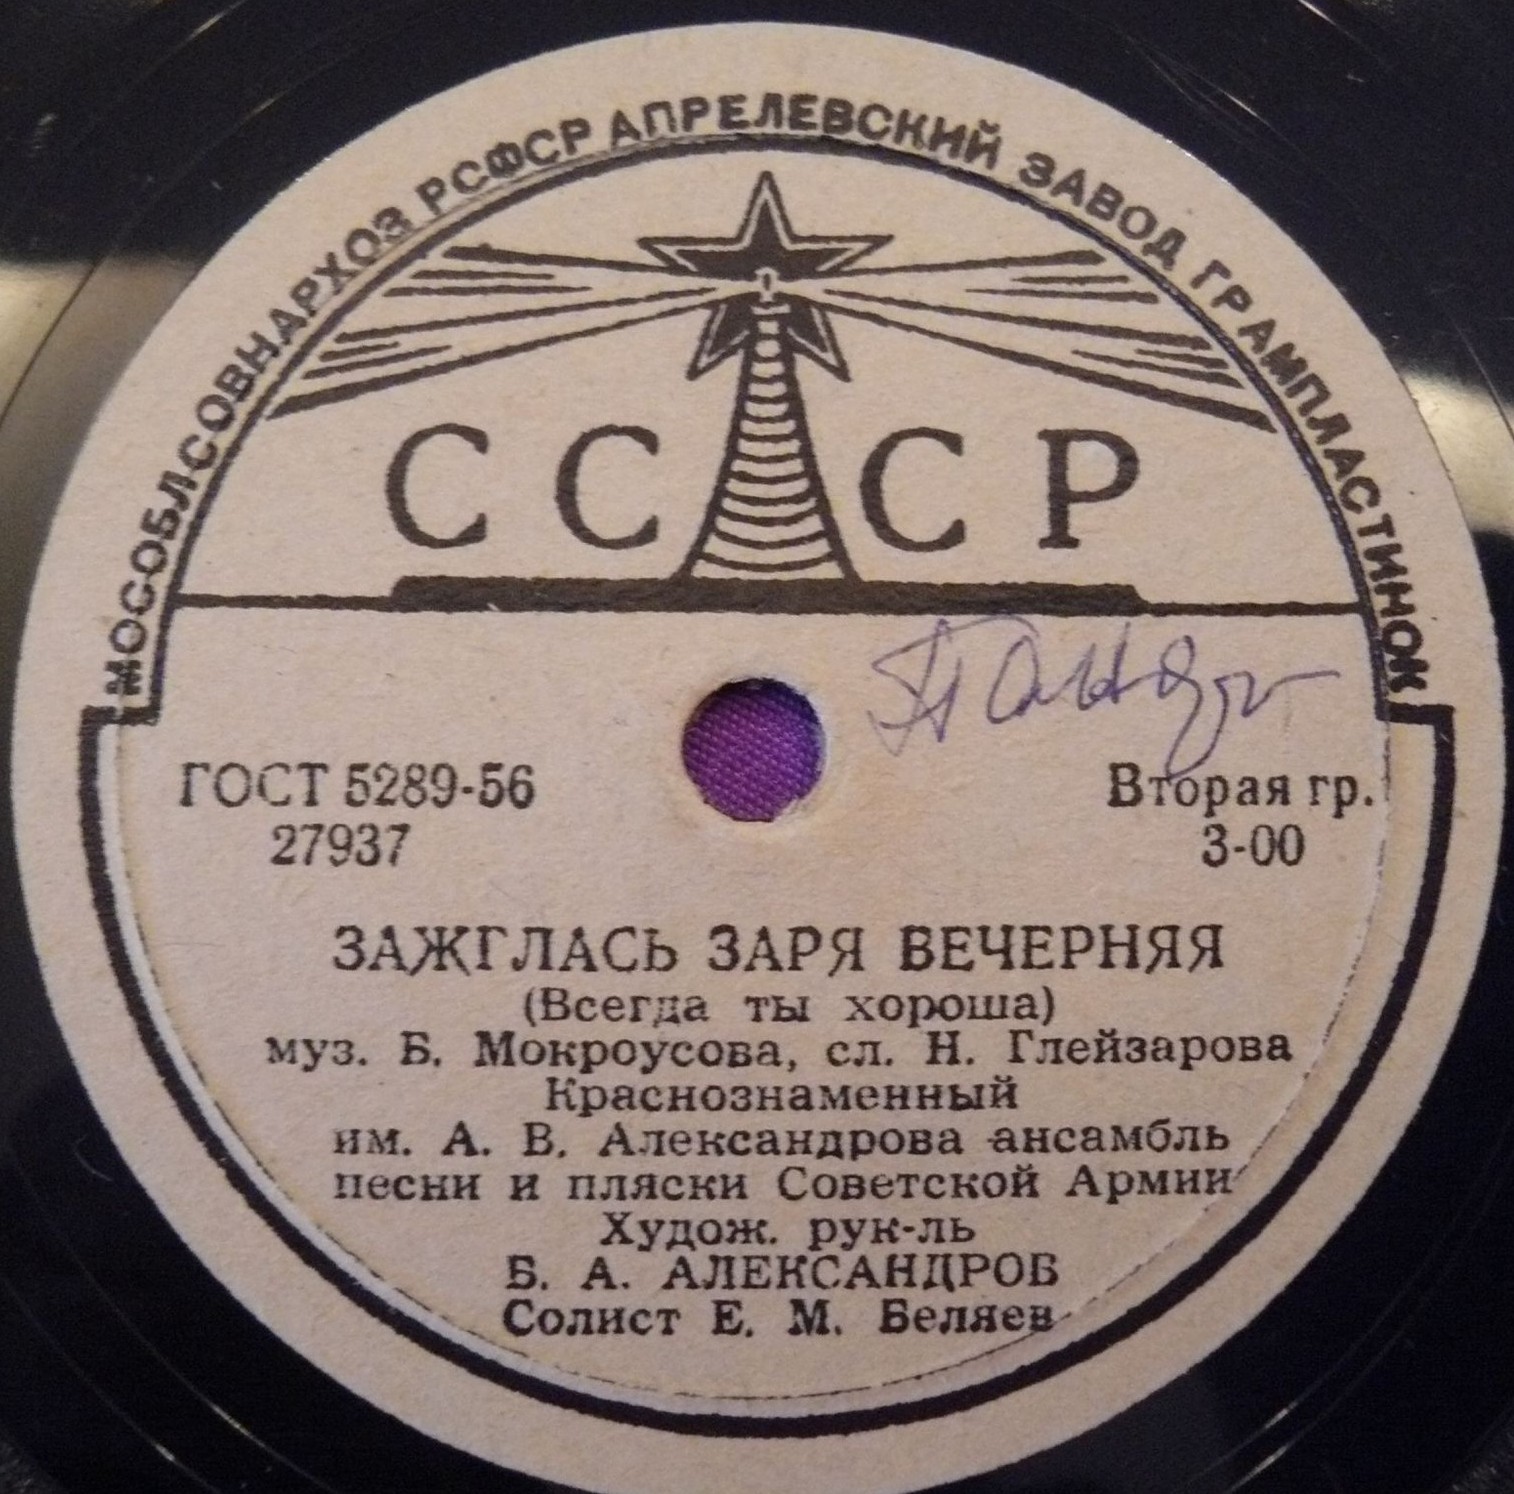 МОСОБЛСОВНАРХОЗ РСФСР АПРЕЛЕВСКИЙ ЗАВОД ГРАМПЛАСТИНОК
СССР
ГОСТ 5289-56
27937
Вторая гр.
3-00
ЗАЖГЛАСЬ ЗАРЯ ВЕЧЕРНЯЯ
(Всегда ты хороша)
муз. Б. Мокроусова, сл. Н. Глейзарова
Краснознаменный
им. А. В. Александрова ансамбль
песни и пляски Советской Армии
Худож. рук-ль
Б. А. АЛЕКСАНДРОВ
Солист Е. М. Беляев